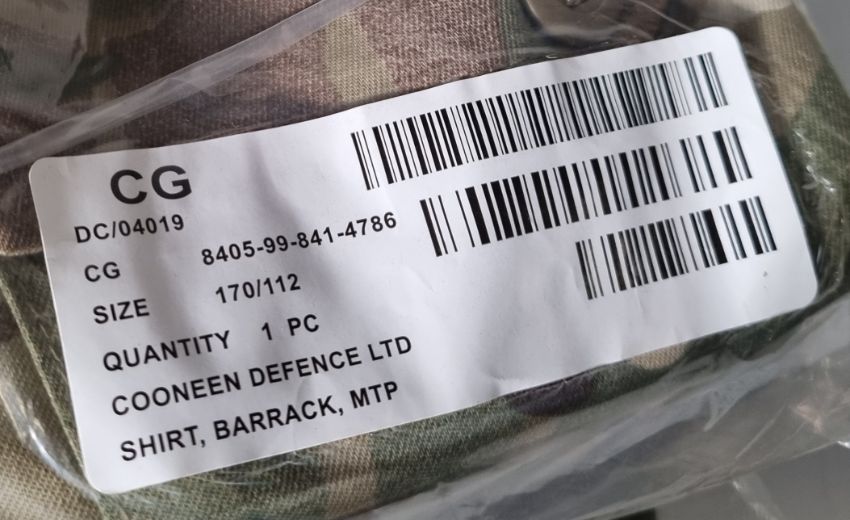 CG
DC/04019
CG 8405-99-841-4786
SIZE 170/112
QUANTITY 1 PC
COONEEN DEFENCE LTD
SHIRT, BARRACK, MTP